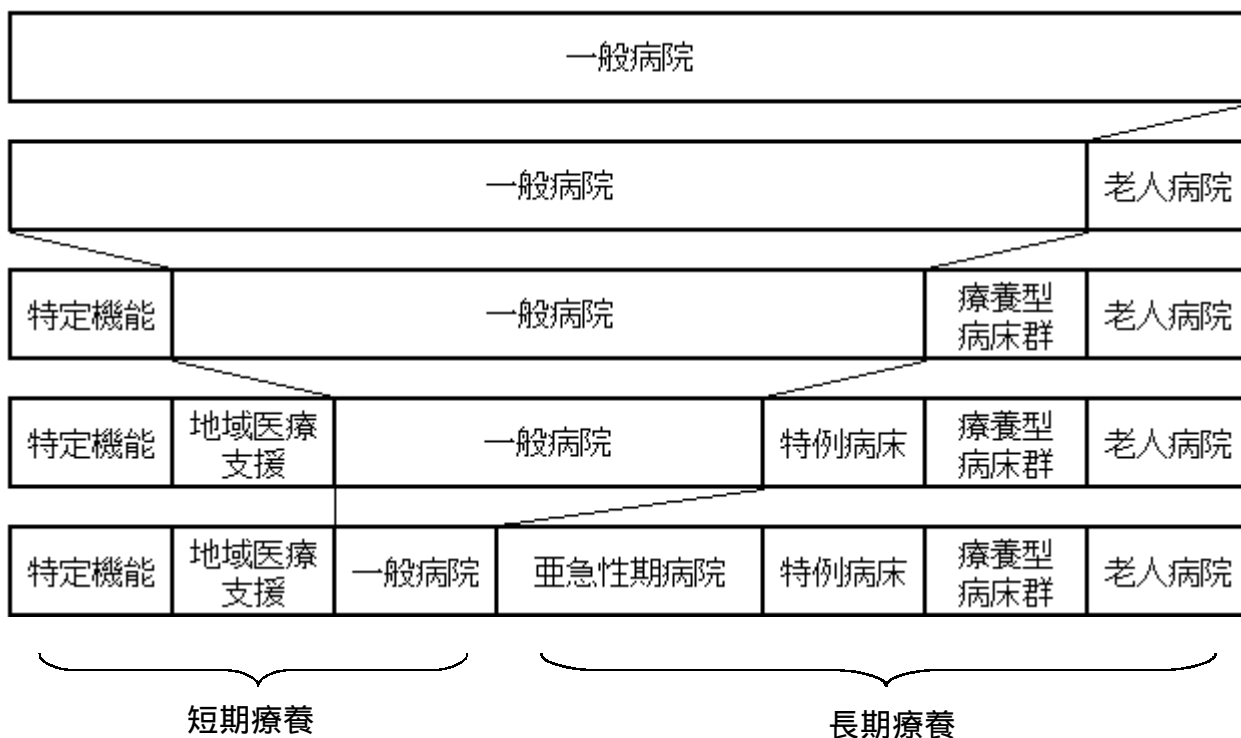 一般病院
一般病院 老人病院
特定機能 一般病院 療養型
病床群 老人病院
特定機能 地域医療
支援 一般病院 特例病床 療養型
病床群 老人病院
特定機能 地域医療
支援 一般病院 亜急性期病院 特例病床 療養型
病床群 老人病院
短期療養 長期療養